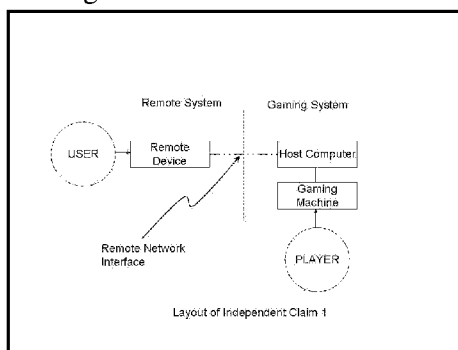 Remote System
Gaming System
USER
Remote
Device
Host Computer
Gaming
Machine
Remote Network
Interface
PLAYER
Layout of Independent Claim 1